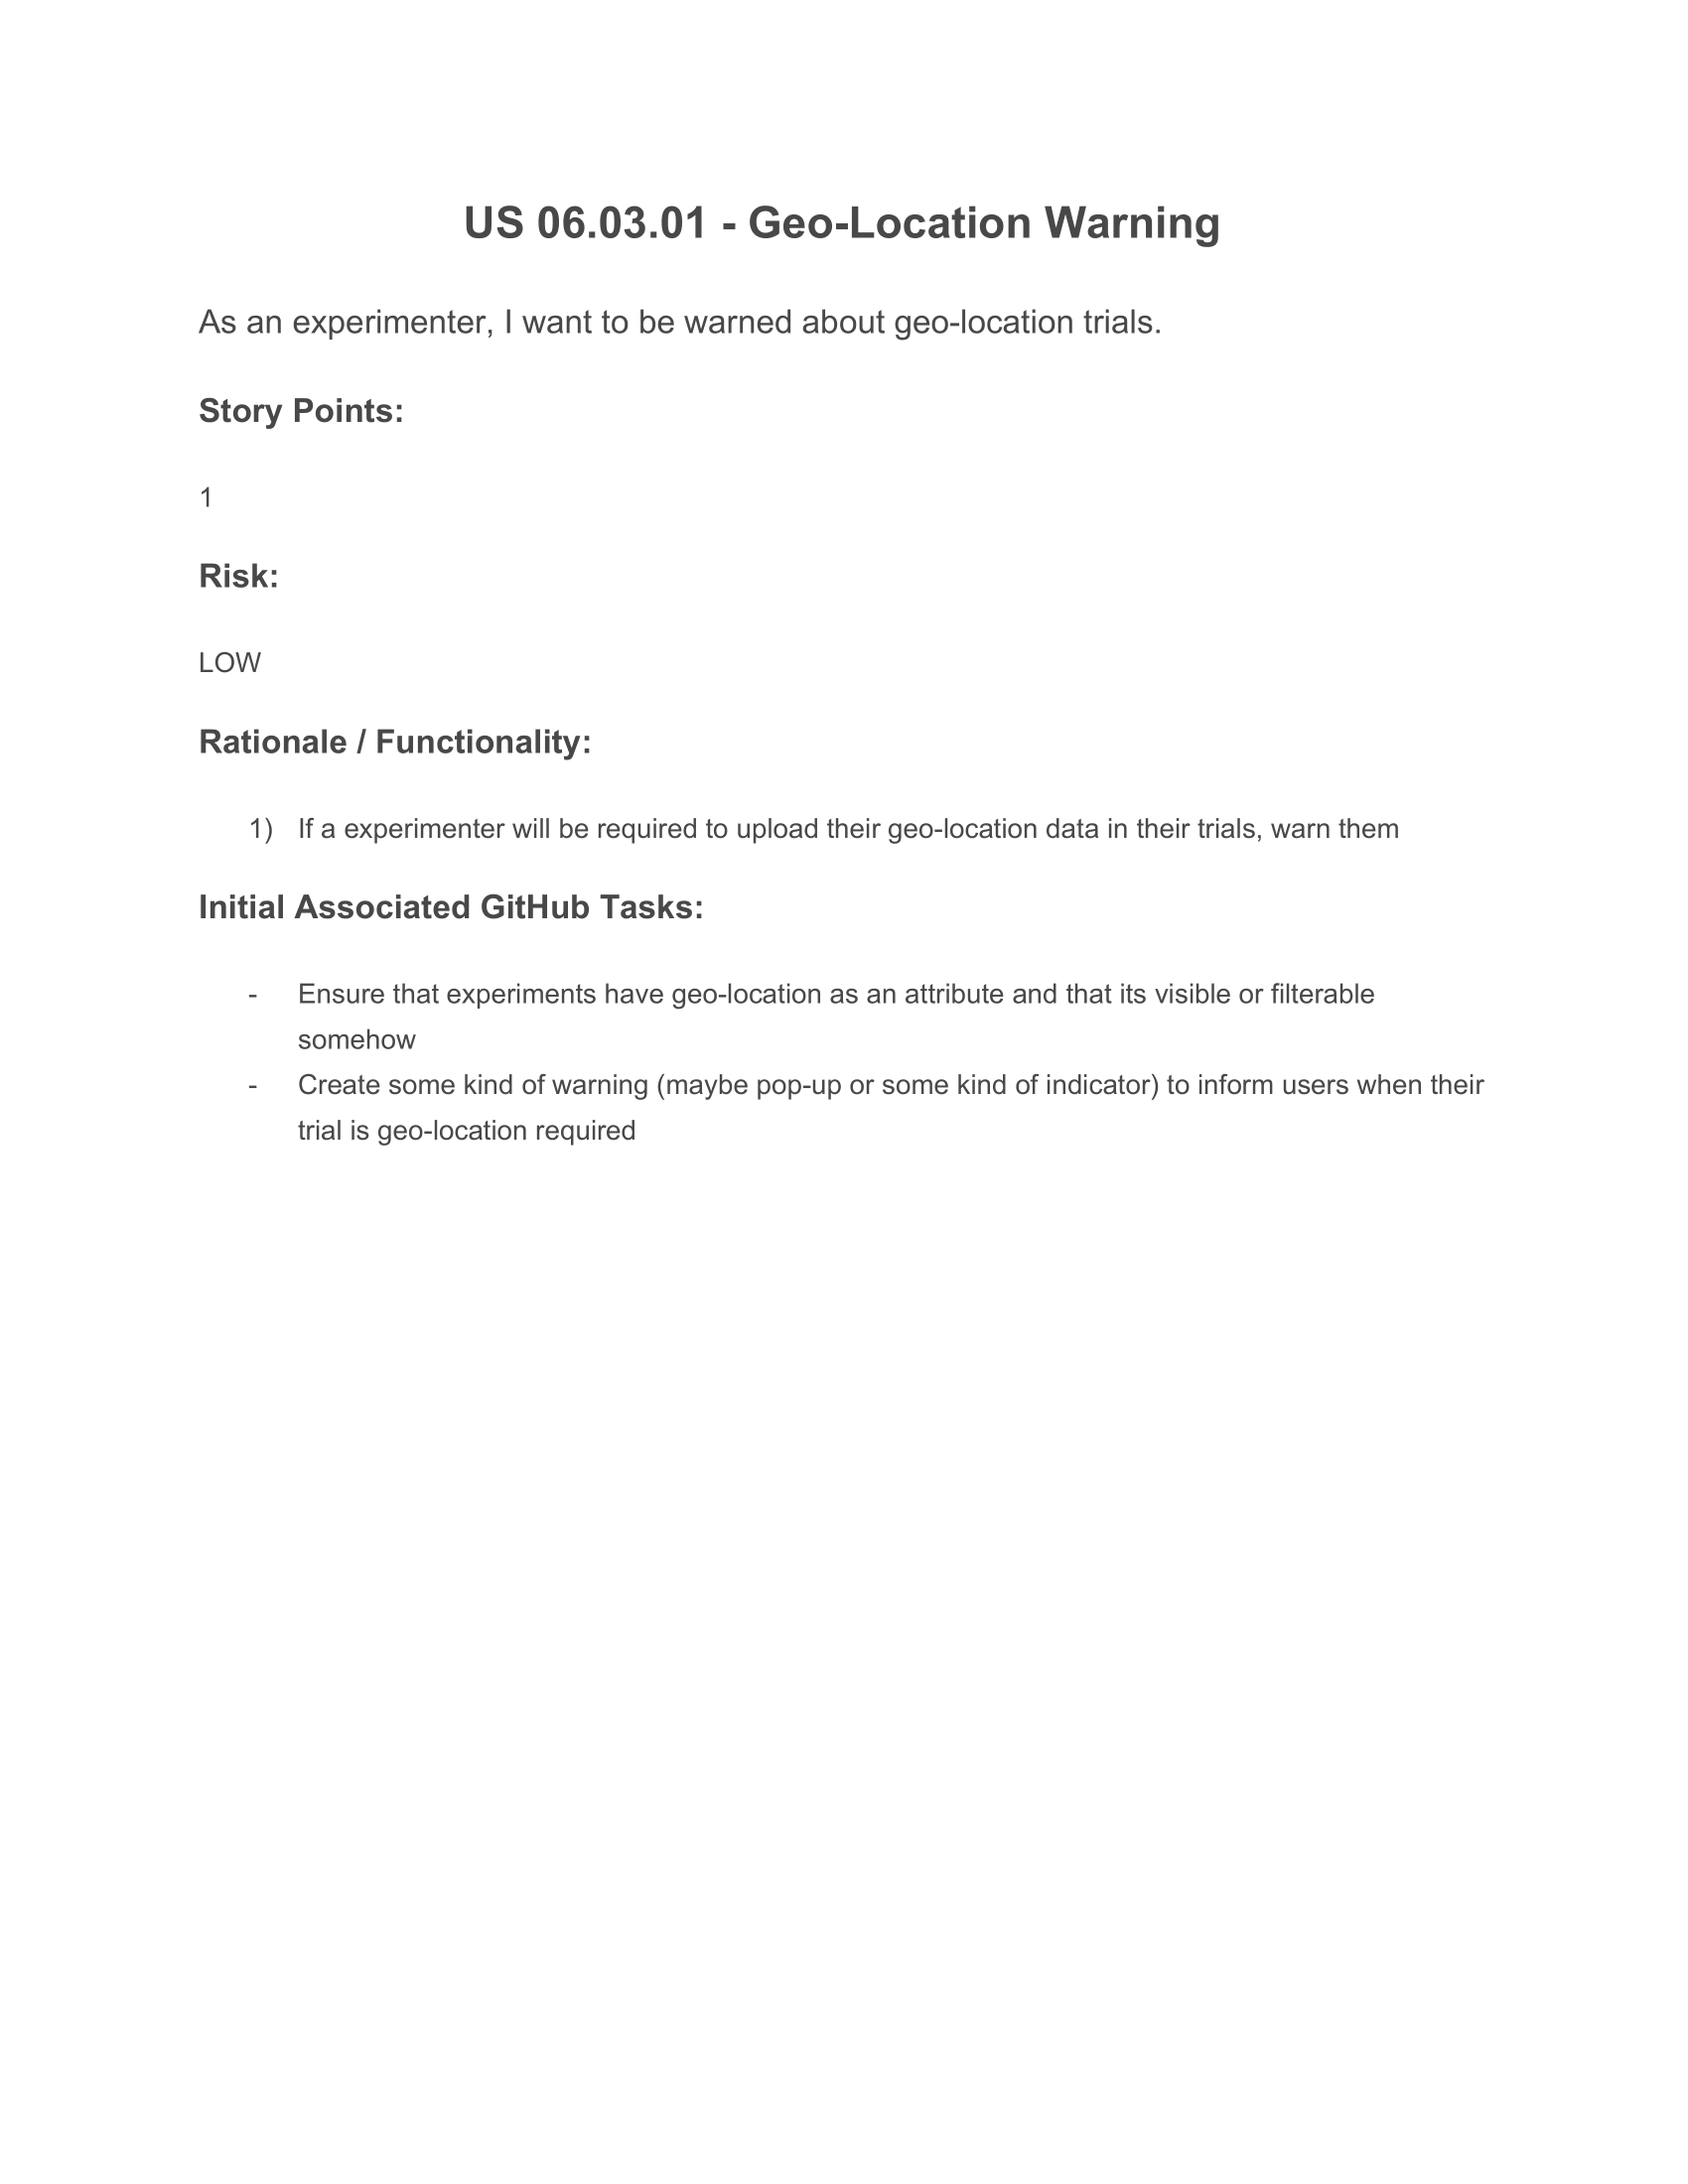 US 06.03.01 - Geo-Location Warning
As an experimenter, I want to be warned about geo-location trials.
Story Points:
1
Risk:
LOW
Rationale / Functionality:
1) If a experimenter will be required to upload their geo-location data in their trials, warn them
Initial Associated GitHub Tasks:
- Ensure that experiments have geo-location as an attribute and that its visible or filterable
somehow
- Create some kind of warning (maybe pop-up or some kind of indicator) to inform users when their
trial is geo-location required